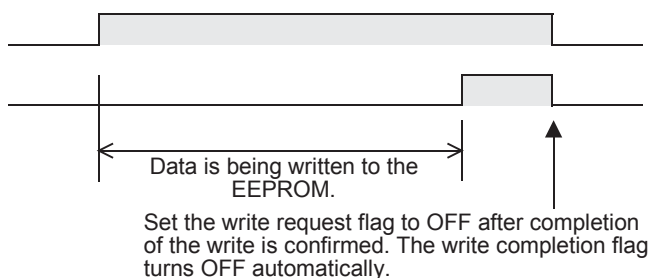 Data is being written to the
EEPROM.
Set the write request flag to OFF after completion
of the write is confirmed. The write completion flag
turns OFF automatically.